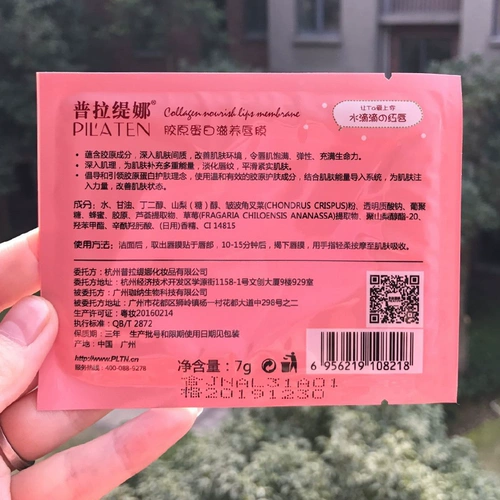 普拉缇娜®
PIL'ATEN
Collagen nourish lips membrane
胶原蛋白滋养唇膜
让Ta爱上你
水滴滴の红唇
• 蕴含胶原成分，深入肌肤间质，改善肌肤环境，令唇肌饱满、弹性、充满生命力。
• 深入肌理，为肌肤补充多重能量，淡化唇纹，平滑紧实肌肤。
• 倡导和引领胶原蛋白护肤理念，使用温和有效的胶原护肤成分，结合肌肤能量导入系统，为肌肤注
入力量，改善肌肤状态。
成分：水、甘油、丁二醇、山梨（糖）醇、皱波角叉菜(CHONDRUS CRISPUS)粉、透明质酸钠、葡聚
糖、蜂蜜、胶原、芦荟提取物、草莓(FRAGARIA CHILOENSIS ANANASSA)提取物、聚山梨醇酯-20、
羟苯甲酯、辛酰羟肟酸、(日用)香精、CI 14815
使用方法：洁面后，取出唇膜贴于唇部，10-15分钟后，揭下唇膜，用手指轻柔按摩至肌肤吸收。
委托方：杭州普拉缇娜化妆品有限公司
委托方地址：杭州经济技术开发区学源街1158-1号文创大厦9楼929室
被委托方：广州珈纳生物科技有限公司
被委托方地址：广州市花都区狮岭镇杨一村花都大道中298号之二
生产许可证：粤妆20160214
执行标准：QB/T 2872
保质期：三年 生产批号和限期使用日期见包装
产地：中国·广州
http://www.PLTN.cn
服务热线：400-088-5278
净含量：7g
6 956219 108218
JNAL31A01
20191230